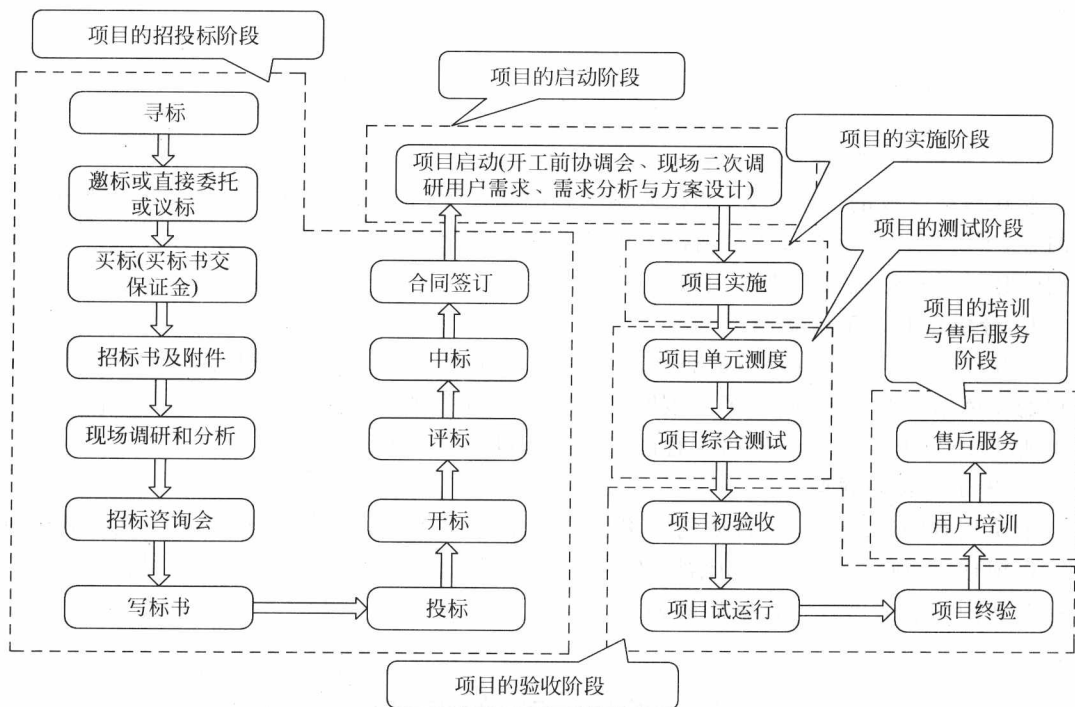 项目的招投标阶段
寻标
邀标或直接委托
或议标
买标(买标书交
保证金)
招标书及附件
现场调研和分析
招标咨询会
写标书
投标
开标
评标
中标
合同签订
项目的启动阶段
项目启动(开工前协调会、现场二次调
研用户需求、需求分析与方案设计)
项目的实施阶段
项目实施
项目的测试阶段
项目单元测度
项目综合测试
项目初验收
项目试运行
项目终验
项目的验收阶段
项目的培训
与售后服务
阶段
用户培训
售后服务